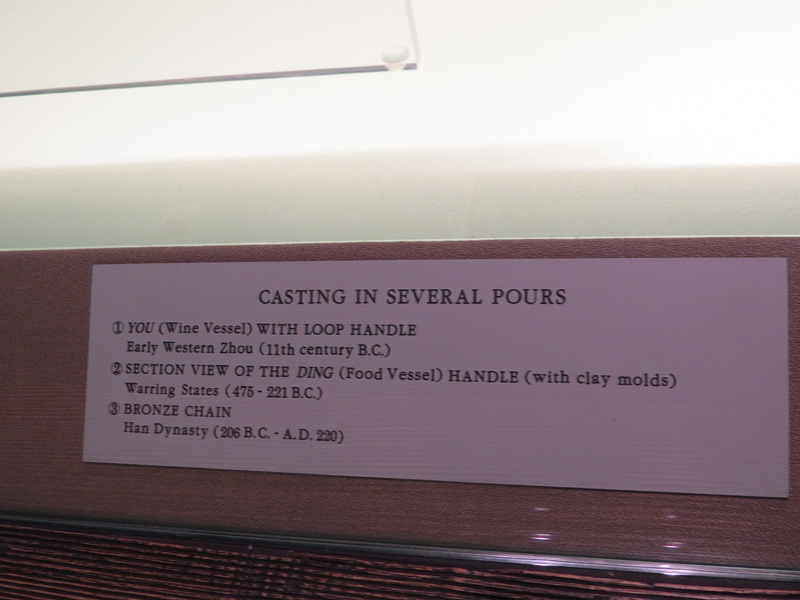 CASTING IN SEVERAL POURS
① YOU (Wine Vessel) WITH LOOP HANDLE
Early Western Zhou (11th century B.C.)
② SECTION VIEW OF THE DING (Food Vessel) HANDLE (with clay molds)
Warring States (475 - 221 B.C.)
③ BRONZE CHAIN
Han Dynasty (206 B.C. - A.D. 220)